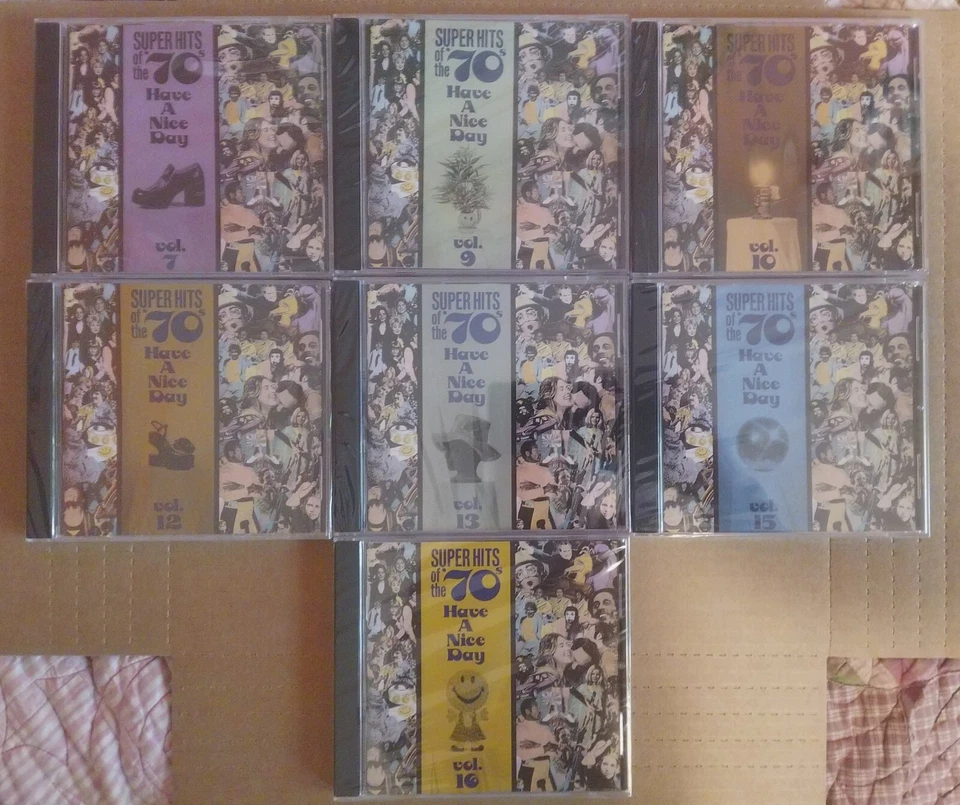 SUPER HITS
of '70s
the
Have
A
Nice
Day
vol.
7
SUPER HITS
of '70s
the
Have
A
Nice
Day
vol.
9
SUPER HITS
of '70s
the
Have
A
Nice
Day
vol.
10
SUPER HITS
of '70s
the
Have
A
Nice
Day
vol.
12
SUPER HITS
of '70s
the
Have
A
Nice
Day
vol.
13
SUPER HITS
of '70s
the
Have
A
Nice
Day
vol.
15
SUPER HITS
of '70s
the
Have
A
Nice
Day
vol.
16